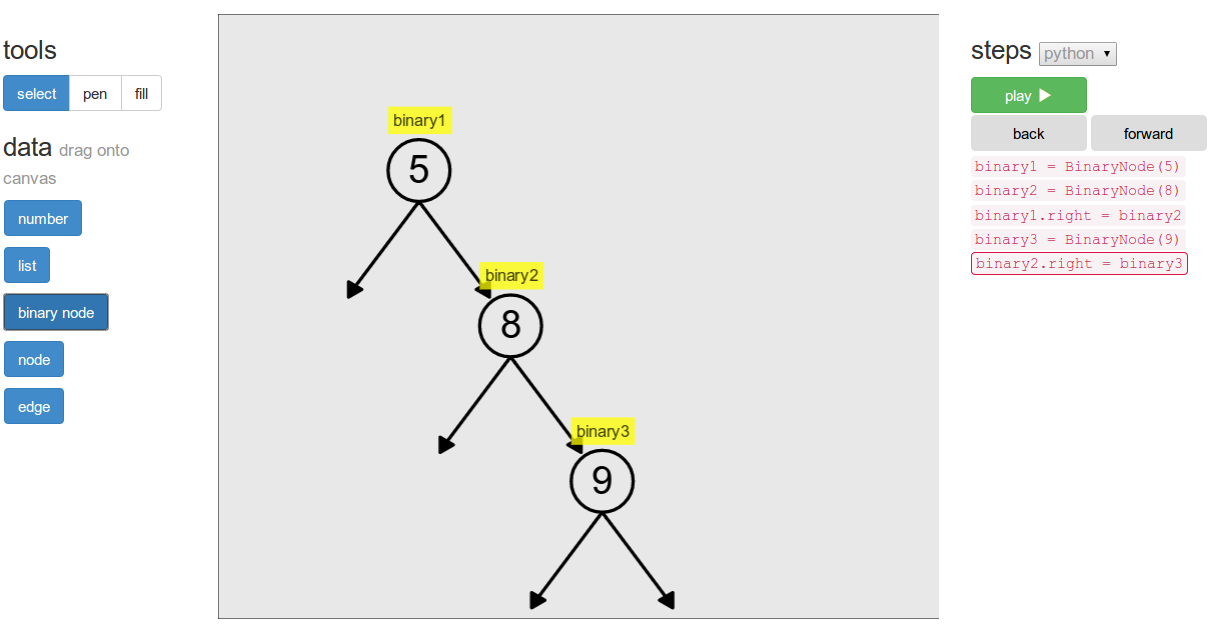 tools
select pen fill
data drag onto
canvas
number
list
binary node
node
edge
binary1
5
binary2
8
binary3
9
steps python
play
back forward
binary1 = BinaryNode(5)
binary2 = BinaryNode(8)
binary1.right = binary2
binary3 = BinaryNode(9)
binary2.right = binary3